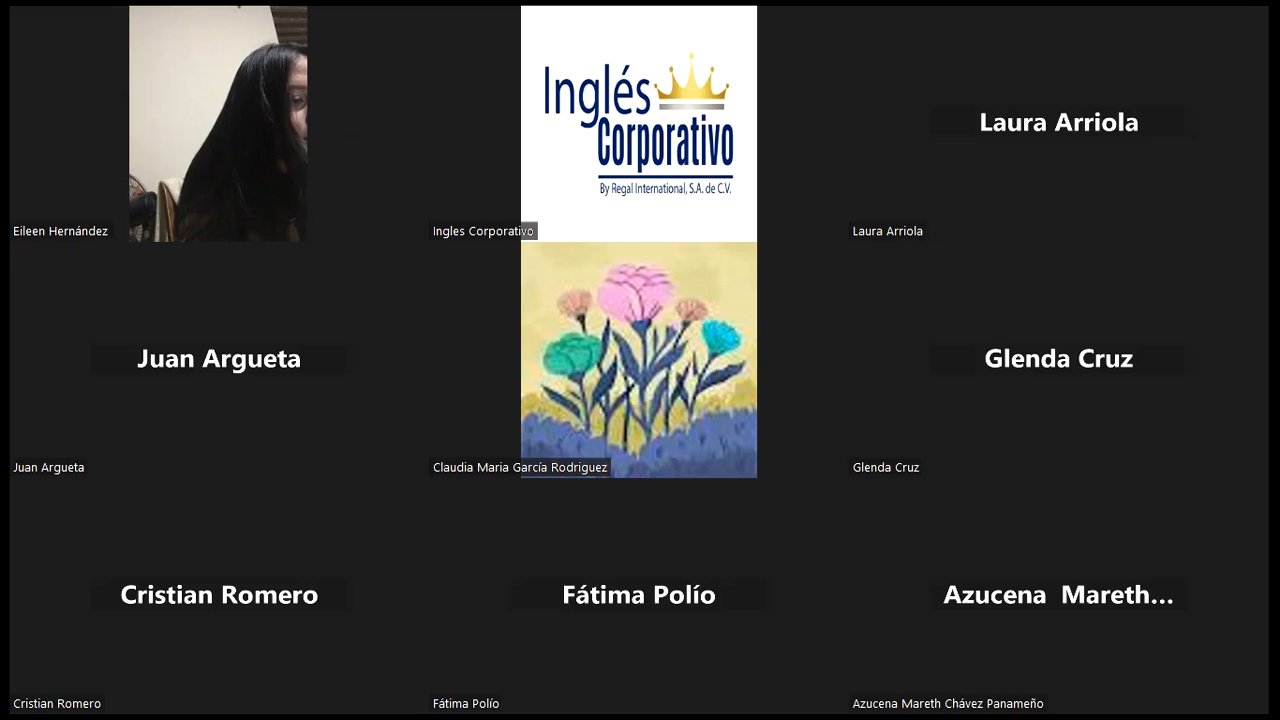 Eileen Hernández
Inglés
Corporativo
By Regal International, S.A. de C.V.
Ingles Corporativo
Laura Arriola
Laura Arriola
Juan Argueta
Juan Argueta
Claudia Maria García Rodriguez
Glenda Cruz
Glenda Cruz
Cristian Romero
Cristian Romero
Fátima Polío
Fátima Polío
Azucena  Mareth...
Azucena Mareth Chávez Panameño